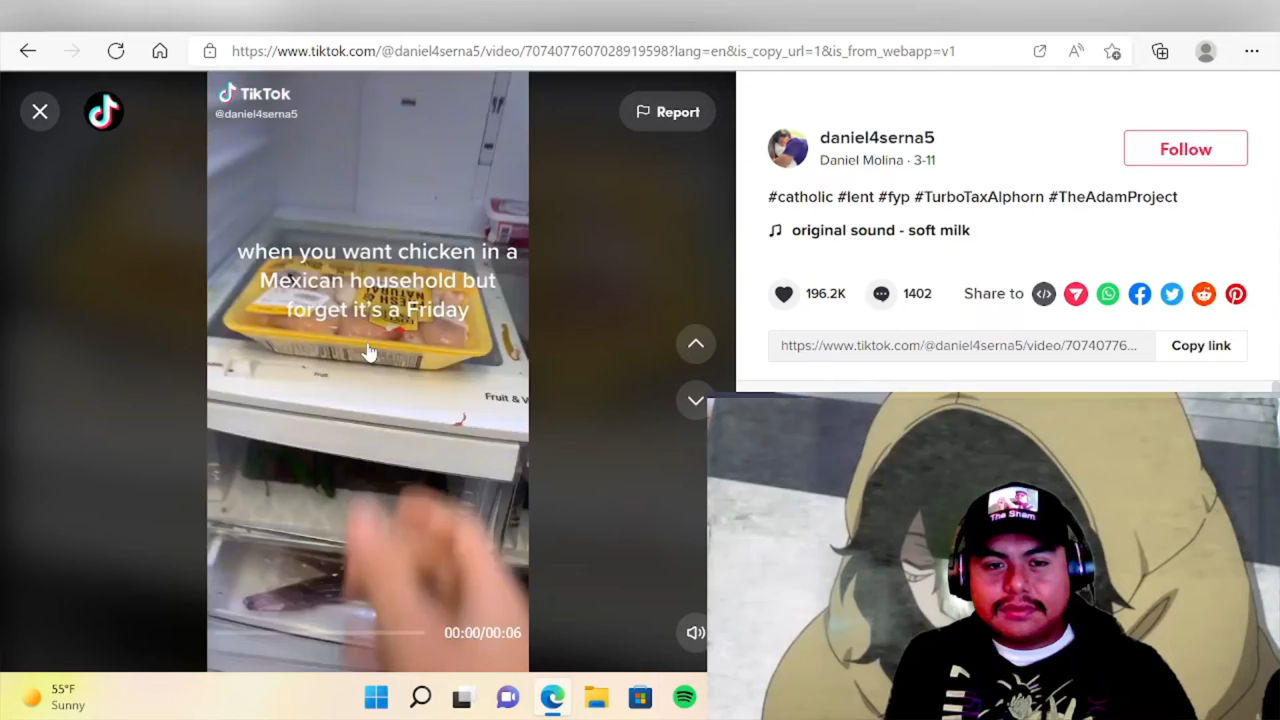 https://www.tiktok.com/@daniel4serna5/video/7074077607028919598?lang=en&is_copy_url=1&is_from_webapp=v1
TikTok
@daniel4serna5
Report
when you want chicken in a
Mexican household but
forget it's a Friday
Fruit & V
00:00/00:06
daniel4serna5
Daniel Molina · 3-11
Follow
#catholic #lent #fyp #TurboTaxAlphorn #TheAdamProject
original sound - soft milk
196.2K
1402
Share to
https://www.tiktok.com/@daniel4serna5/video/70740776...
Copy link
The Sham
55°F
Sunny